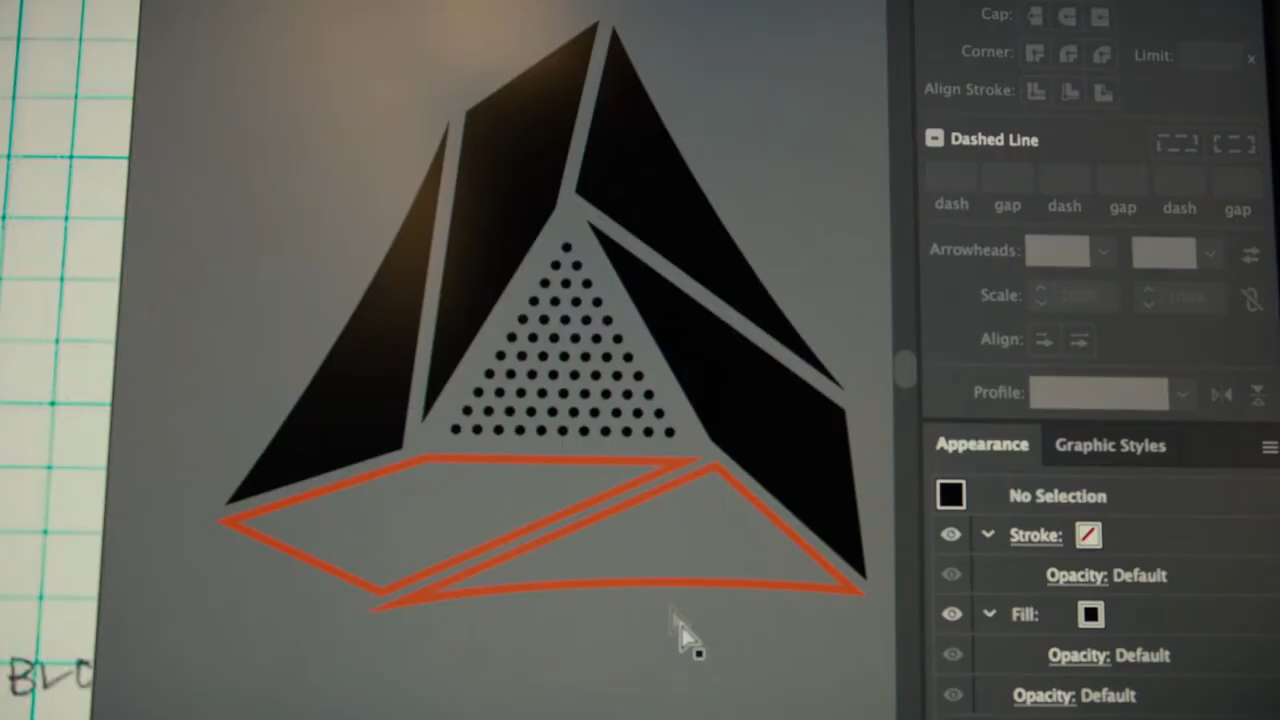 Cap:
Corner:
Limit:
Align Stroke:
Dashed Line
dash gap dash gap dash gap
Arrowheads:
Scale:
Align:
Profile:
Appearance Graphic Styles
No Selection
Stroke:
Opacity: Default
Fill:
Opacity: Default
Opacity: Default